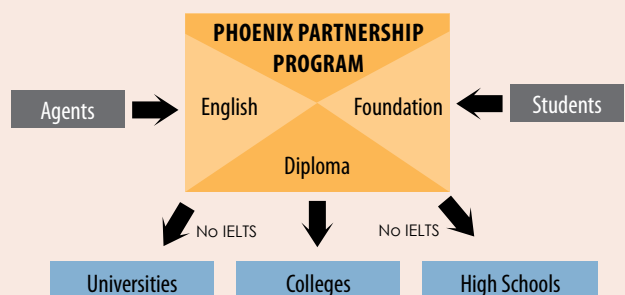 PHOENIX PARTNERSHIP
PROGRAM
Agents
English
Foundation
Students
Diploma
No IELTS
No IELTS
Universities
Colleges
High Schools